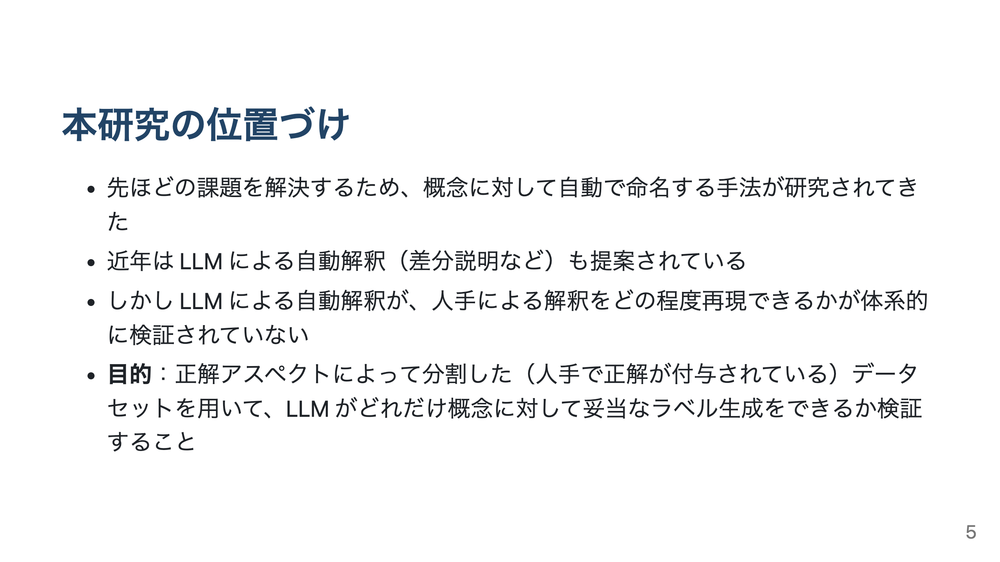 本研究の位置づけ
• 先ほどの課題を解決するため、概念に対して自動で命名する手法が研究されてき
た
• 近年は LLM による自動解釈（差分説明など）も提案されている
• しかし LLM による自動解釈が、人手による解釈をどの程度再現できるかが体系的
に検証されていない
• 目的：正解アスペクトによって分割した（人手で正解が付与されている）データ
セットを用いて、LLM がどれだけ概念に対して妥当なラベル生成をできるか検証
すること
5